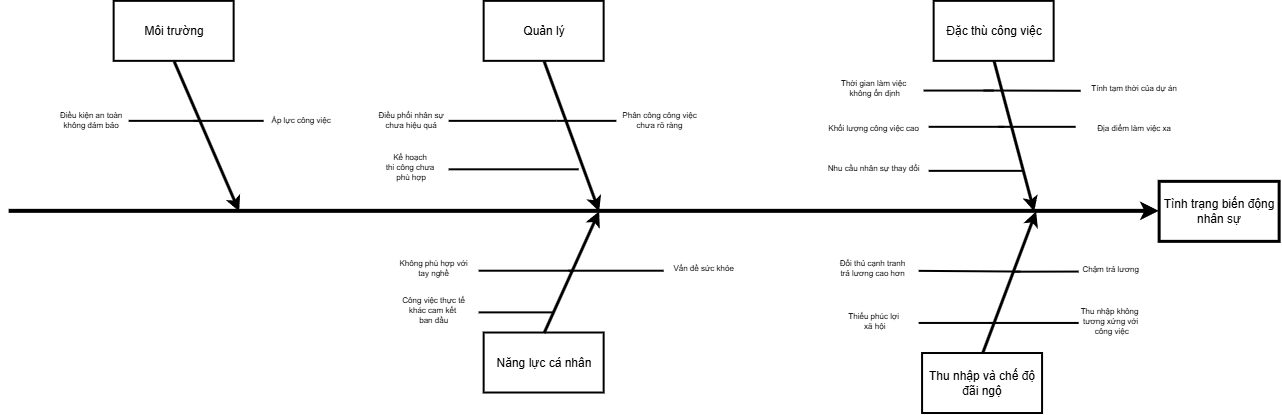 Môi trường
Quản lý
Đặc thù công việc
Điều kiện an toàn
không đảm bảo
Áp lực công việc
Điều phối nhân sự
chưa hiệu quả
Phân công công việc
chưa rõ ràng
Kế hoạch
thi công chưa
phù hợp
Thời gian làm việc
không ổn định
Tính tạm thời của dự án
Khối lượng công việc cao
Địa điểm làm việc xa
Nhu cầu nhân sự thay đổi
Tình trạng biến động
nhân sự
Không phù hợp với
tay nghề
Vấn đề sức khỏe
Công việc thực tế
khác cam kết
ban đầu
Năng lực cá nhân
Đối thủ cạnh tranh
trả lương cao hơn
Chậm trả lương
Thiếu phúc lợi
xã hội
Thu nhập không
tương xứng với
công việc
Thu nhập và chế độ
đãi ngộ